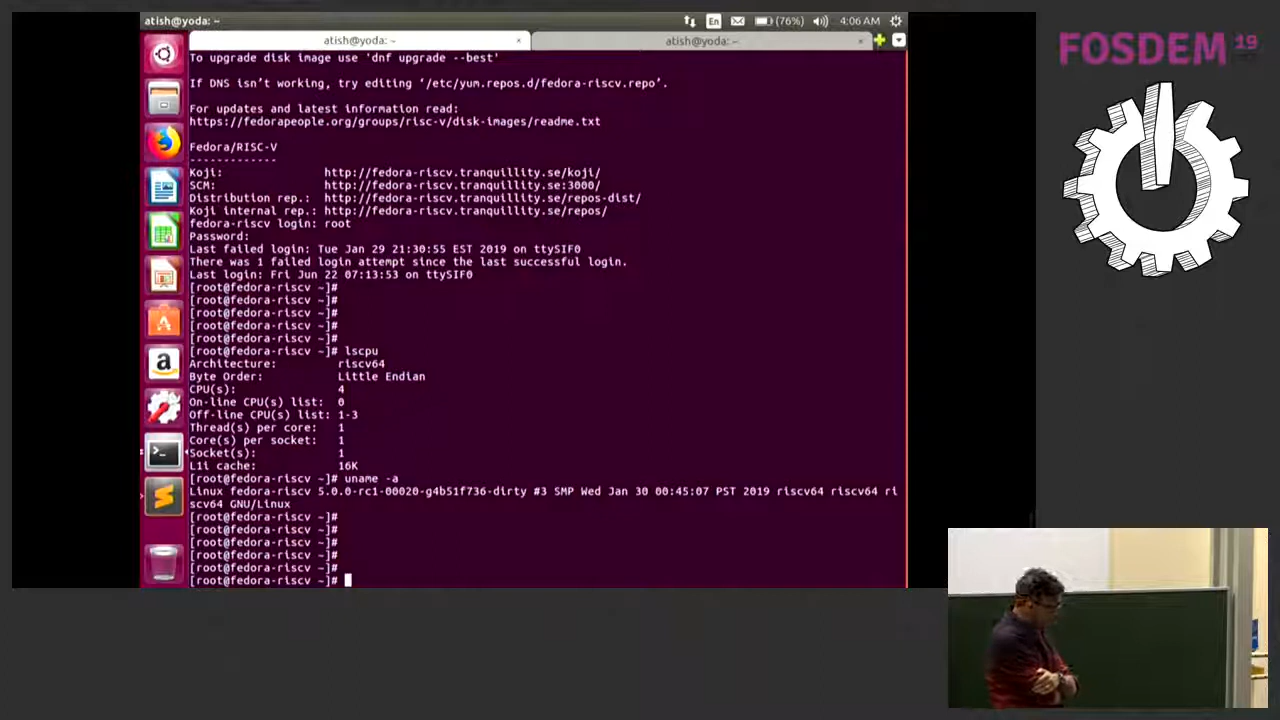 atish@yoda: ~
En
(76%)
4:06 AM
atish@yoda: ~
×
atish@yoda: ~
×
To upgrade disk image use 'dnf upgrade --best'
If DNS isn’t working, try editing ‘/etc/yum.repos.d/fedora-riscv.repo’.
For updates and latest information read:
https://fedorapeople.org/groups/risc-v/disk-images/readme.txt
Fedora/RISC-V
-------------
Koji: http://fedora-riscv.tranquillity.se/koji/
SCM: http://fedora-riscv.tranquillity.se:3000/
Distribution rep.: http://fedora-riscv.tranquillity.se/repos-dist/
Koji internal rep.: http://fedora-riscv.tranquillity.se/repos/
fedora-riscv login: root
Password:
Last failed login: Tue Jan 29 21:30:55 EST 2019 on ttySIF0
There was 1 failed login attempt since the last successful login.
Last login: Fri Jun 22 07:13:53 on ttySIF0
[root@fedora-riscv ~]#
[root@fedora-riscv ~]#
[root@fedora-riscv ~]#
[root@fedora-riscv ~]#
[root@fedora-riscv ~]#
[root@fedora-riscv ~]# lscpu
Architecture: riscv64
Byte Order: Little Endian
CPU(s): 4
On-line CPU(s) list: 0
Off-line CPU(s) list: 1-3
Thread(s) per core: 1
Core(s) per socket: 1
Socket(s): 1
L1i cache: 16K
[root@fedora-riscv ~]# uname -a
Linux fedora-riscv 5.0.0-rc1-00020-g4b51f736-dirty #3 SMP Wed Jan 30 00:45:07 PST 2019 riscv64 riscv64 ri
scv64 GNU/Linux
[root@fedora-riscv ~]#
[root@fedora-riscv ~]#
[root@fedora-riscv ~]#
[root@fedora-riscv ~]#
[root@fedora-riscv ~]#
[root@fedora-riscv ~]#
FOSDEM 19